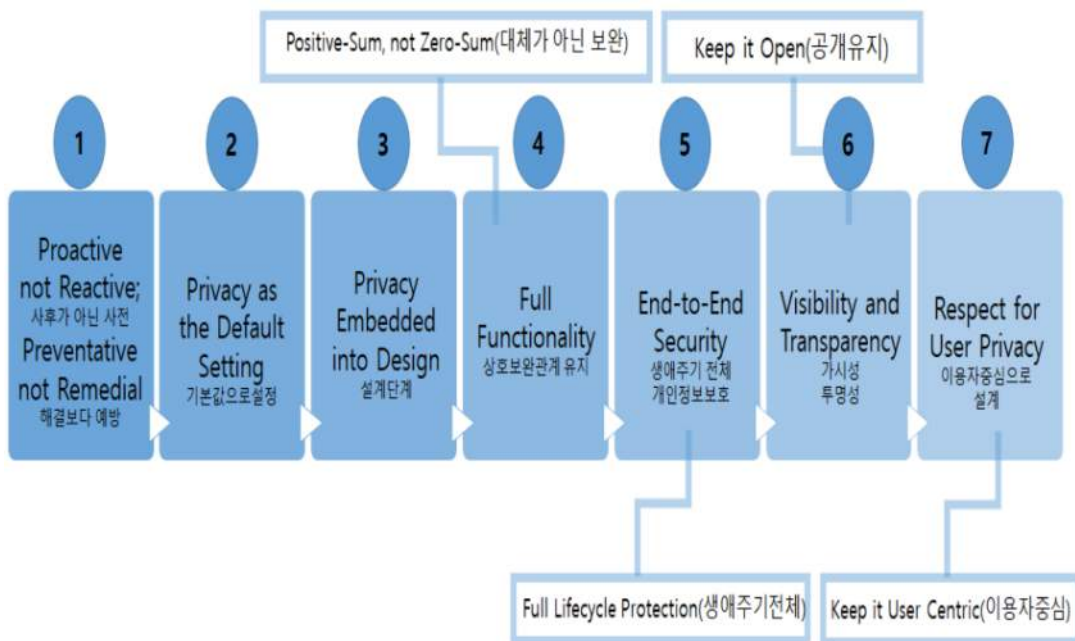 Positive-Sum, not Zero-Sum(대체가 아닌 보완)
Keep it Open(공개유지)
1
2
3
4
5
6
7
Proactive
not Reactive;
사후가 아닌 사전
Preventative
not Remedial
해결보다 예방
Privacy as
the Default
Setting
기본값으로설정
Privacy
Embedded
into Design
설계단계
Full
Functionality
상호보완관계 유지
End-to-End
Security
생애주기 전체
개인정보보호
Visibility and
Transparency
가시성
투명성
Respect for
User Privacy
이용자중심으로
설계
Full Lifecycle Protection(생애주기전체)
Keep it User Centric(이용자중심)